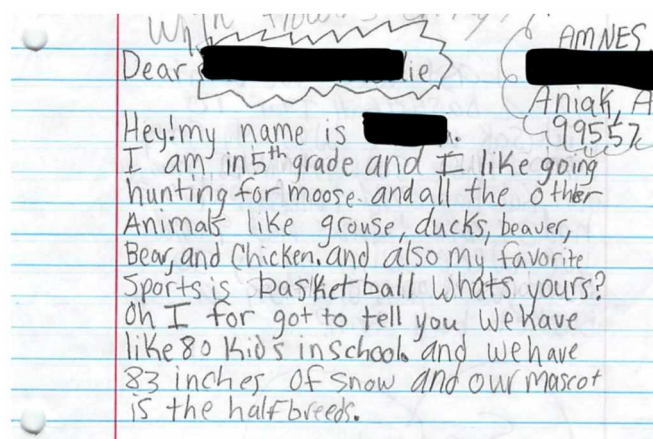 AMNES
Dear lie
Aniak, A
99557
Hey! my name is .
I am in 5th grade and I like going
hunting for moose. and all the other
Animals like grouse, ducks, beaver,
Bear, and Chicken. and also my favorite
Sports is basketball whats yours?
Oh I for got to tell you We have
like 80 Kids in school. and we have
83 inches of snow and our mascot
is the halfbreeds.